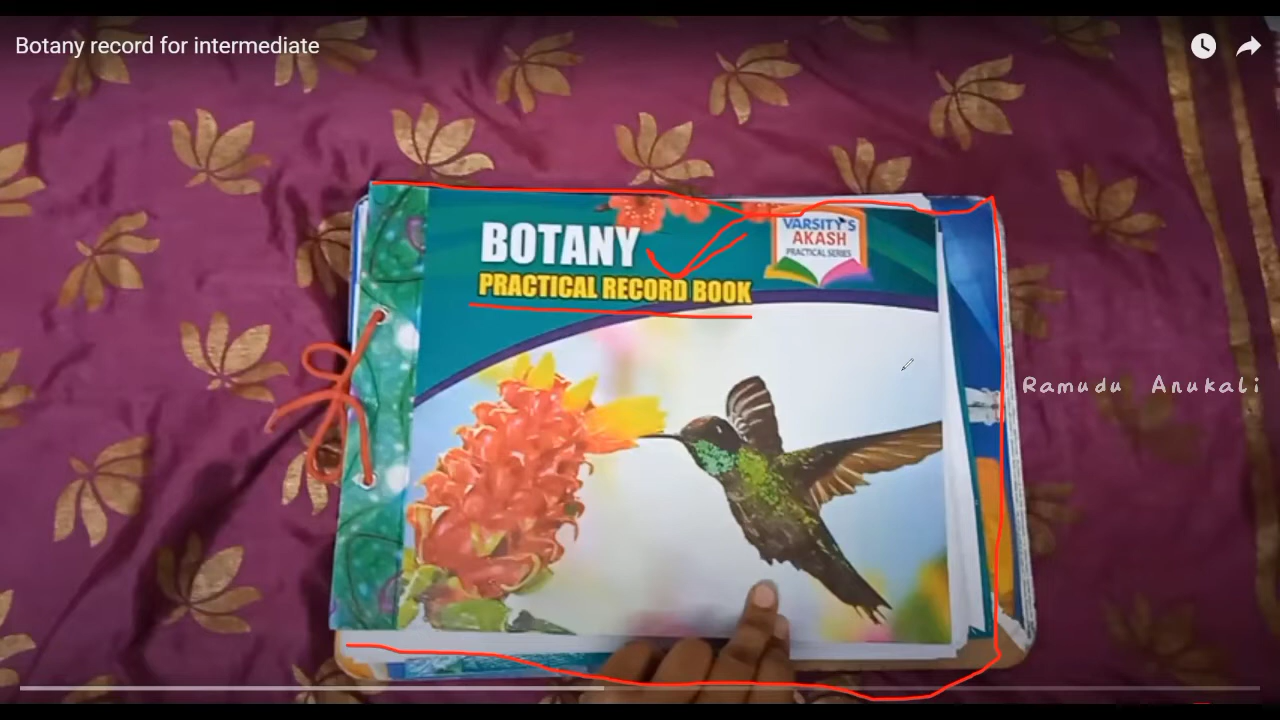 Botany record for intermediate
BOTANY
PRACTICAL RECORD BOOK
VARSITY'S
AKASH
PRACTICAL SERIES
Ramudu Anukali